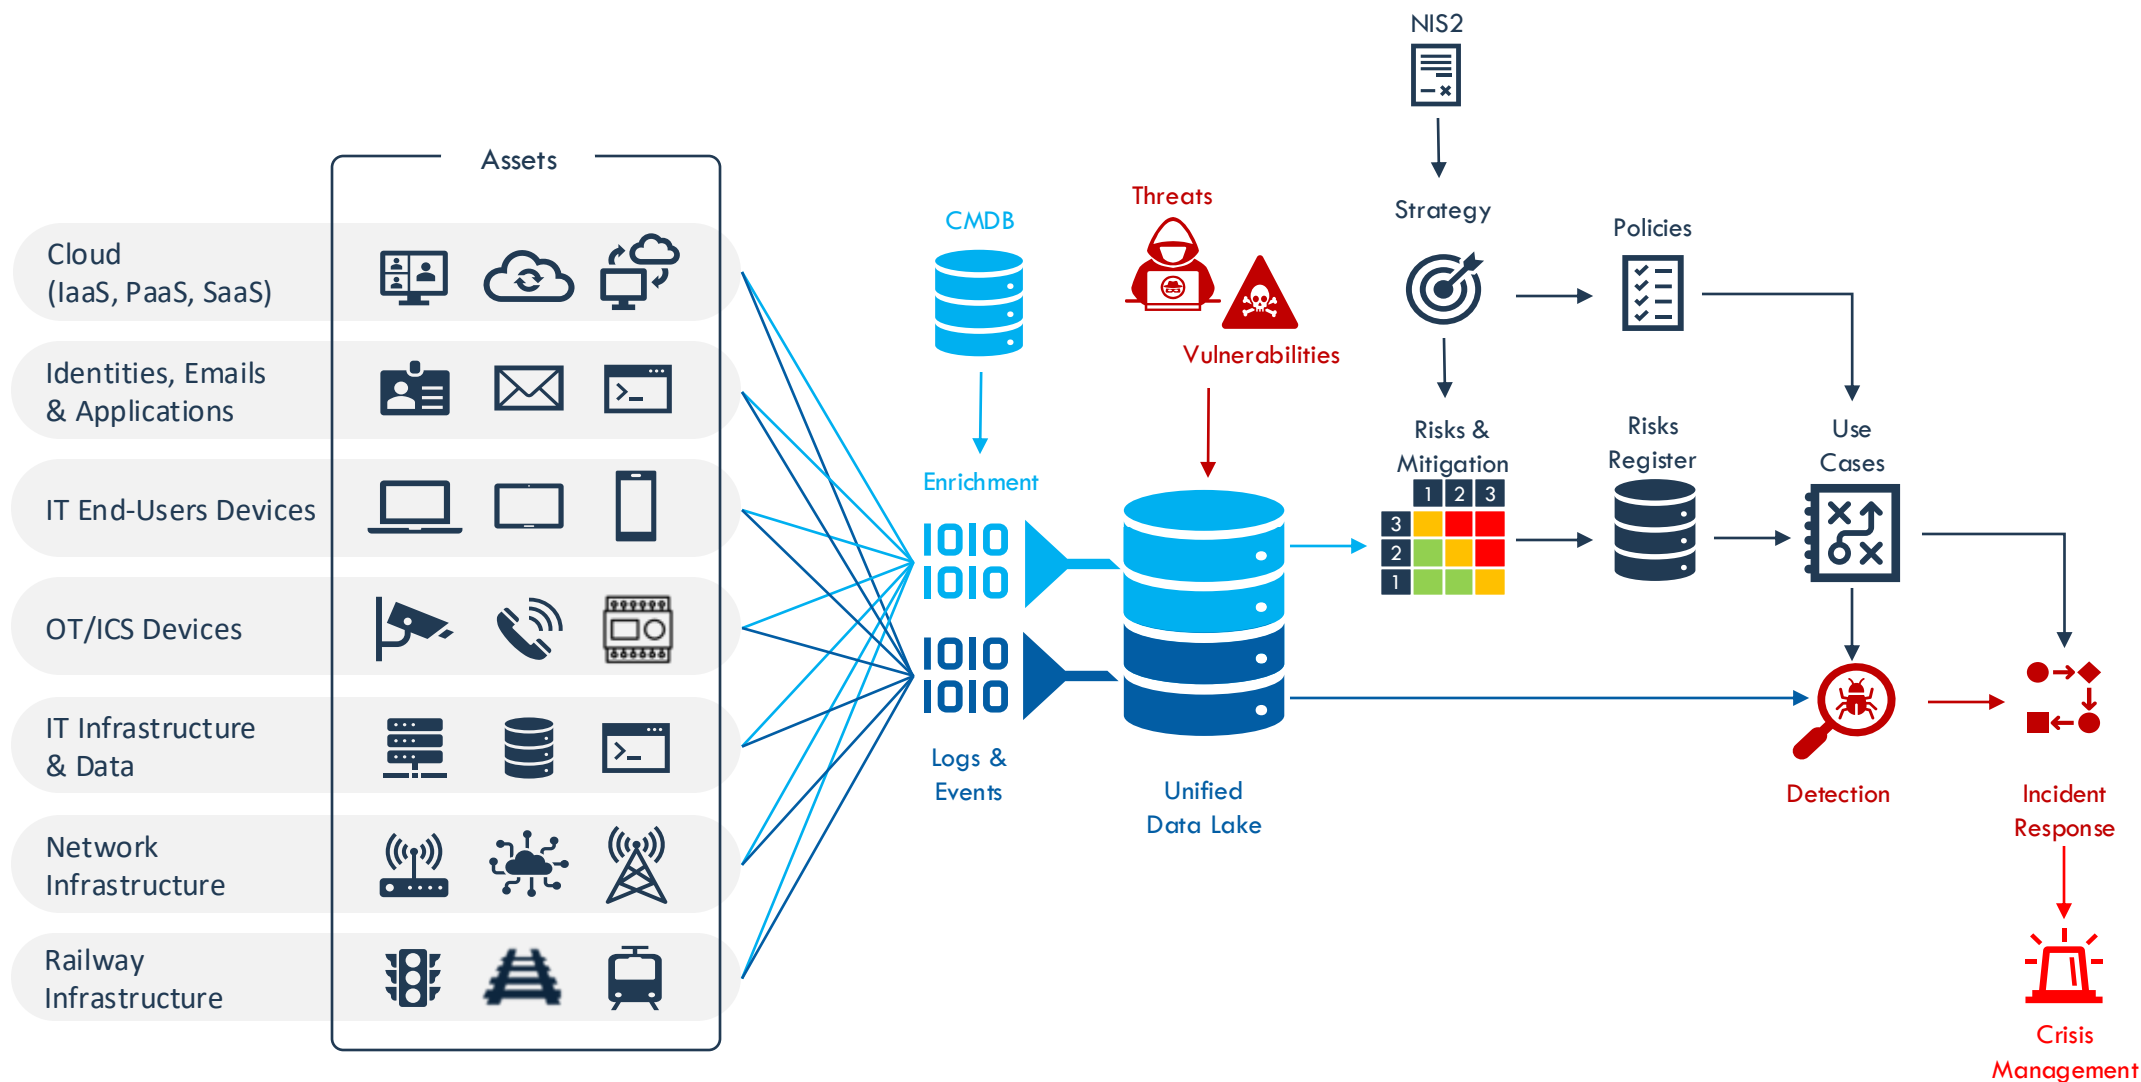 NIS2
Assets
Threats
Strategy
CMDB
Policies
Cloud
(IaaS, PaaS, SaaS)
Vulnerabilities
Identities, Emails
& Applications
Risks &
Mitigation
Risks
Register
Use
Cases
Enrichment
1 2 3
3
2
1
IT End-Users Devices
1010
1010
OT/ICS Devices
1010
1010
IT Infrastructure
& Data
Logs &
Events
Unified
Data Lake
Detection
Incident
Response
Network
Infrastructure
Railway
Infrastructure
Crisis
Management